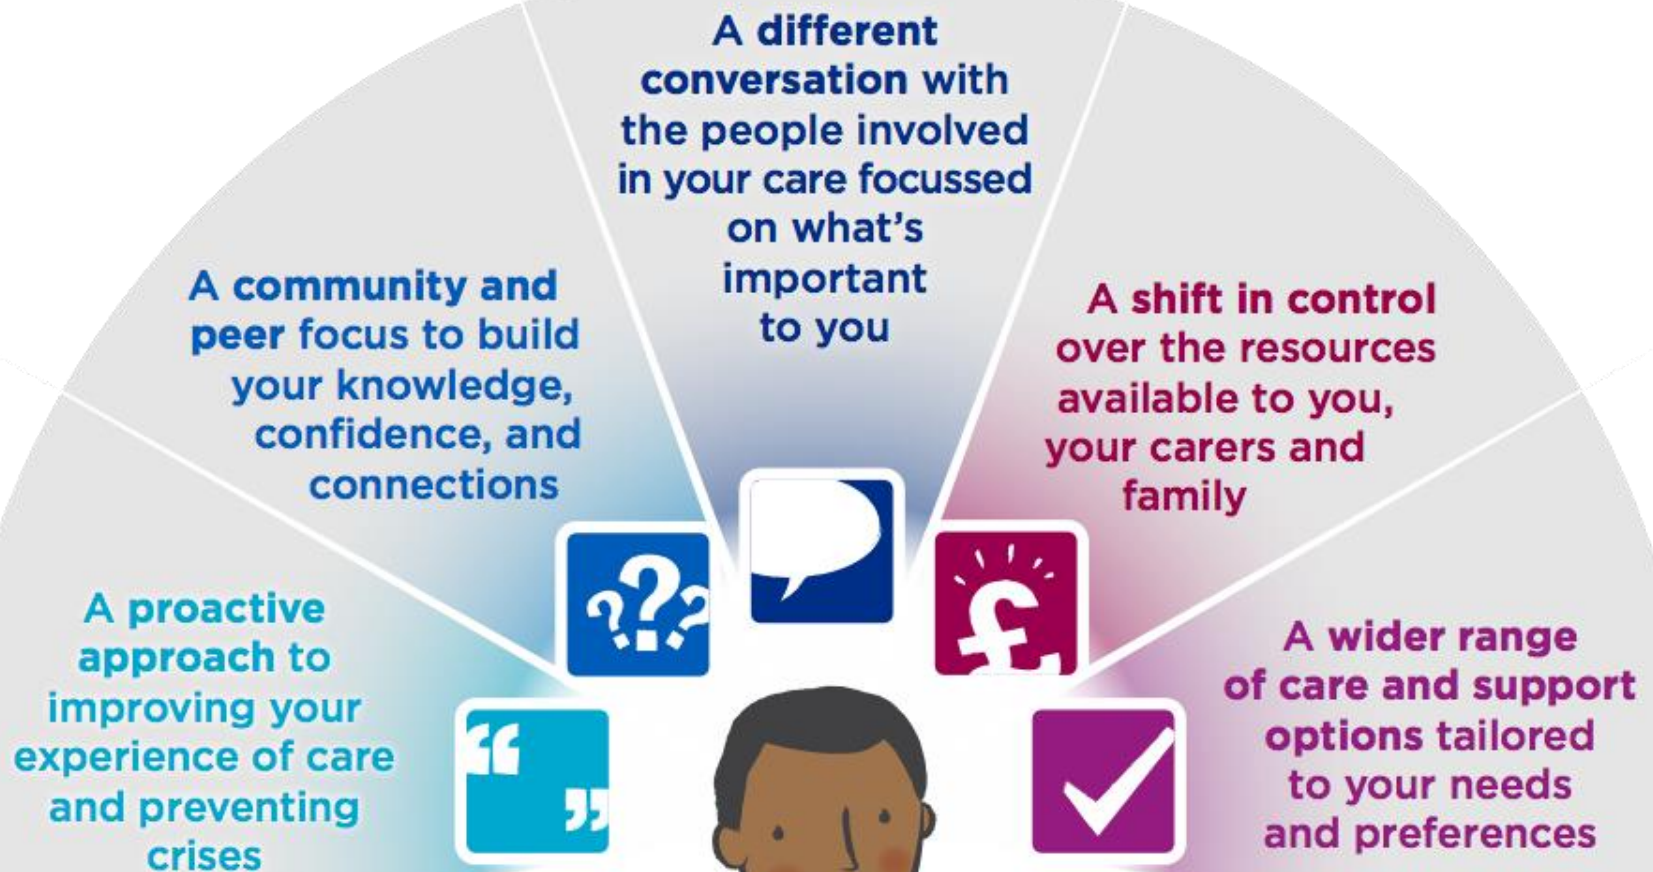 A proactive
approach to
improving your
experience of care
and preventing
crises
A community and
peer focus to build
your knowledge,
confidence, and
connections
A different
conversation with
the people involved
in your care focussed
on what's
important
to you
A shift in control
over the resources
available to you,
your carers and
family
A wider range
of care and support
options tailored
to your needs
and preferences
???
“ ”
£